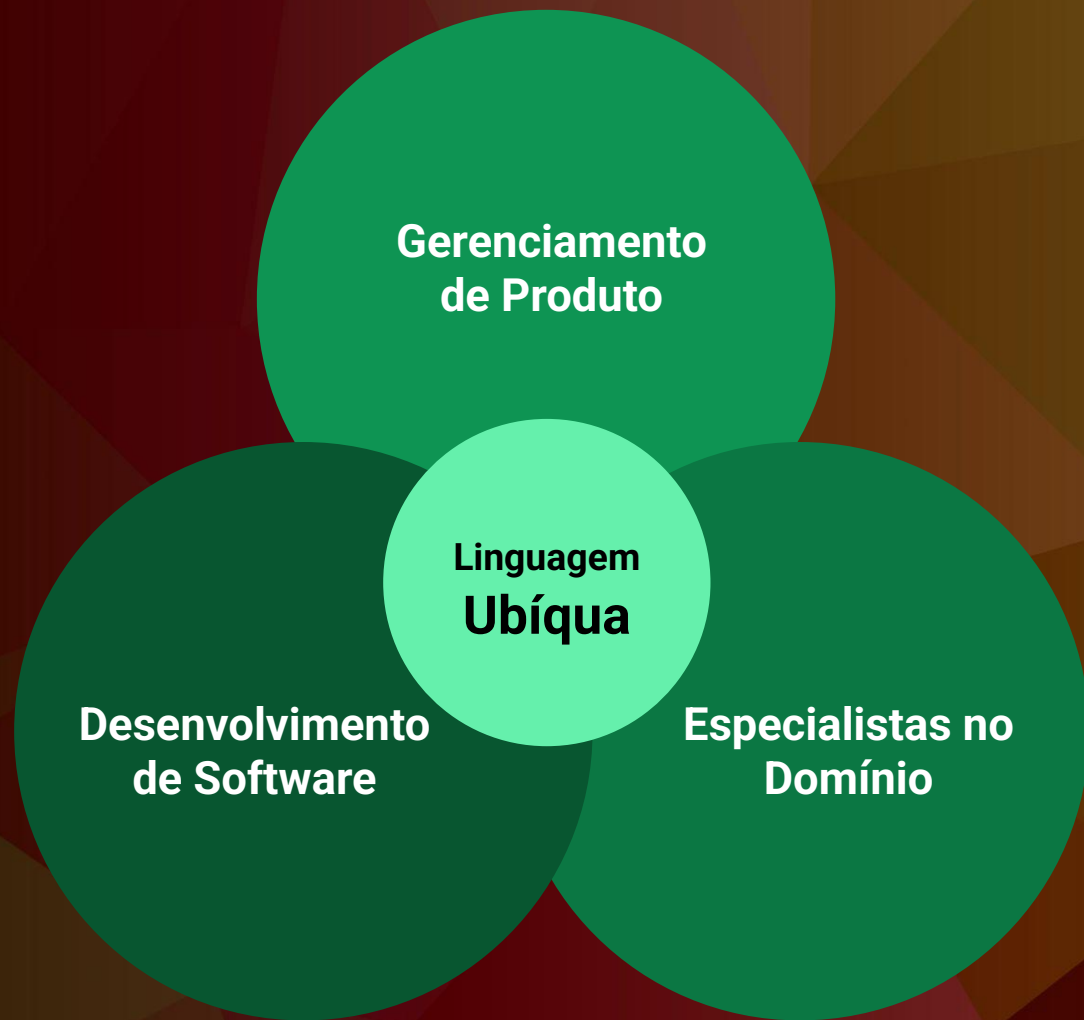 Gerenciamento
de Produto
Linguagem
Ubíqua
Desenvolvimento
de Software
Especialistas no
Domínio